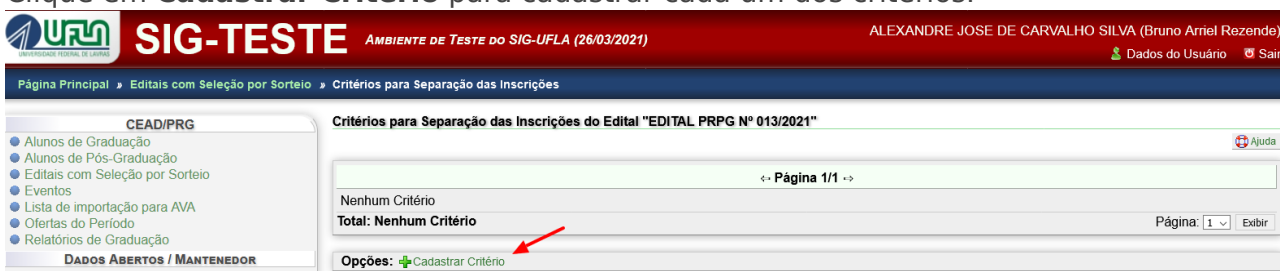 Clique em Cadastrar Critério para cadastrar cada um dos critérios.
UFLA
UNIVERSIDADE FEDERAL DE LAVRAS
SIG-TESTE AMBIENTE DE TESTE DO SIG-UFLA (26/03/2021)
ALEXANDRE JOSE DE CARVALHO SILVA (Bruno Arriel Rezende)
Dados do Usuário Sair
Página Principal » Editais com Seleção por Sorteio » Critérios para Separação das Inscrições
CEAD/PRG
Alunos de Graduação
Alunos de Pós-Graduação
Editais com Seleção por Sorteio
Eventos
Lista de importação para AVA
Ofertas do Período
Relatórios de Graduação
DADOS ABERTOS / MANTENEDOR
Critérios para Separação das Inscrições do Edital "EDITAL PRPG Nº 013/2021"
Ajuda
⇦ Página 1/1 ⇨
Nenhum Critério
Total: Nenhum Critério Página: 1 Exibir
Opções: Cadastrar Critério